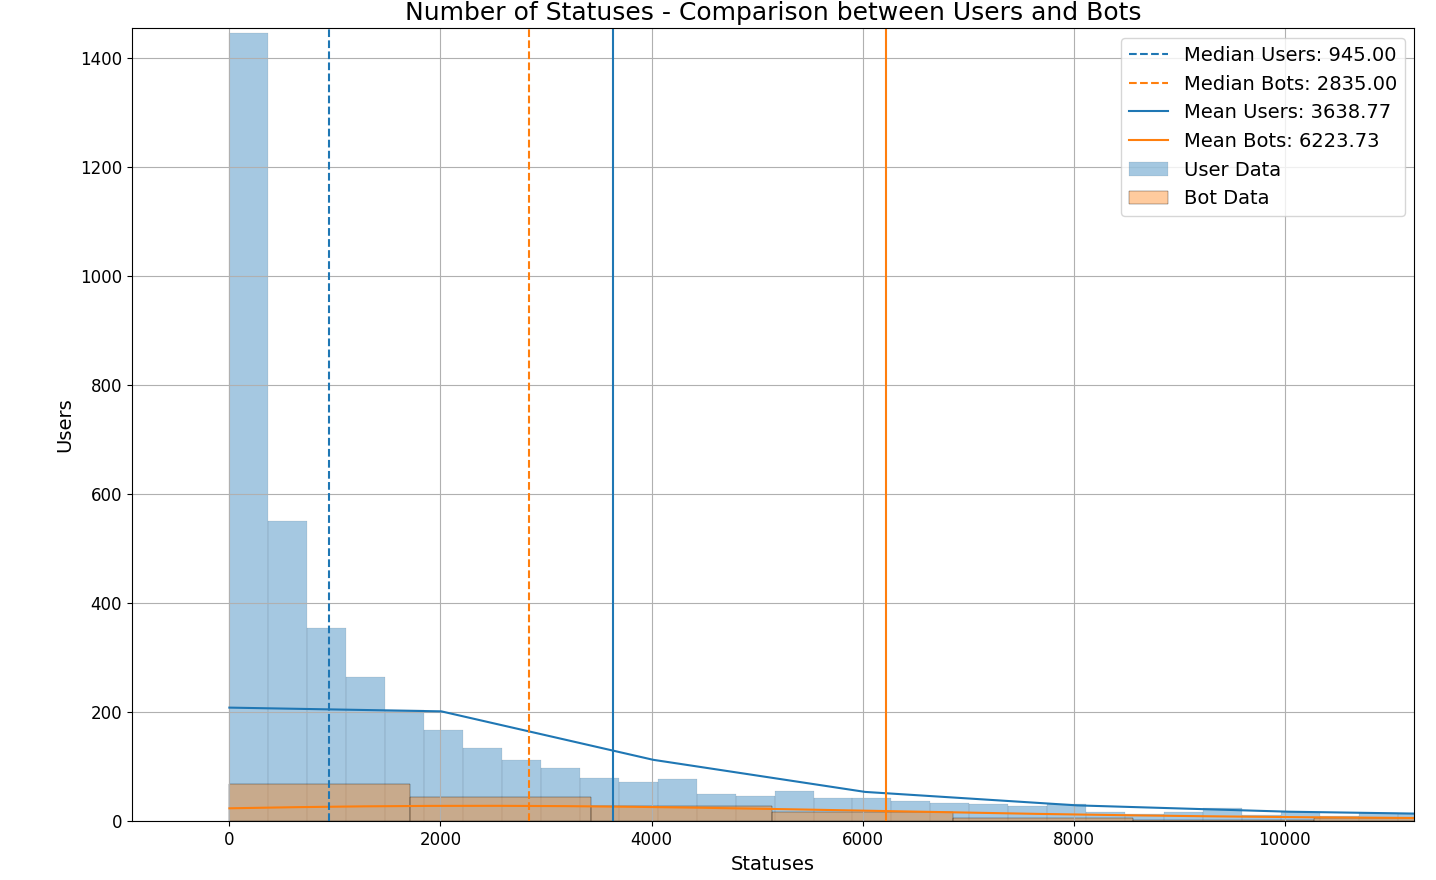 Number of Statuses - Comparison between Users and Bots
Median Users: 945.00
Median Bots: 2835.00
Mean Users: 3638.77
Mean Bots: 6223.73
User Data
Bot Data
1400
1200
1000
800
600
400
200
0
Users
0 2000 4000 6000 8000 10000
Statuses